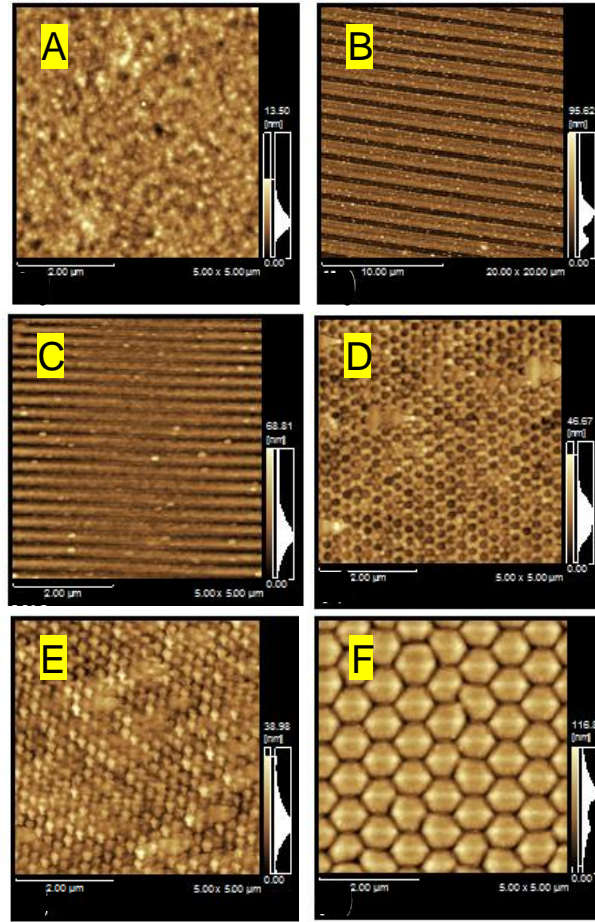 A
13.50
[nm]
0.00
2.00 µm
5.00 x 5.00 µm
B
95.62
[nm]
0.00
10.00 µm
20.00 x 20.00 µm
C
68.81
[nm]
0.00
2.00 µm
5.00 x 5.00 µm
D
46.67
[nm]
0.00
2.00 µm
5.00 x 5.00 µm
E
38.98
[nm]
0.00
2.00 µm
5.00 x 5.00 µm
F
[nm]
0.00
2.00 µm
5.00 x 5.00 µm